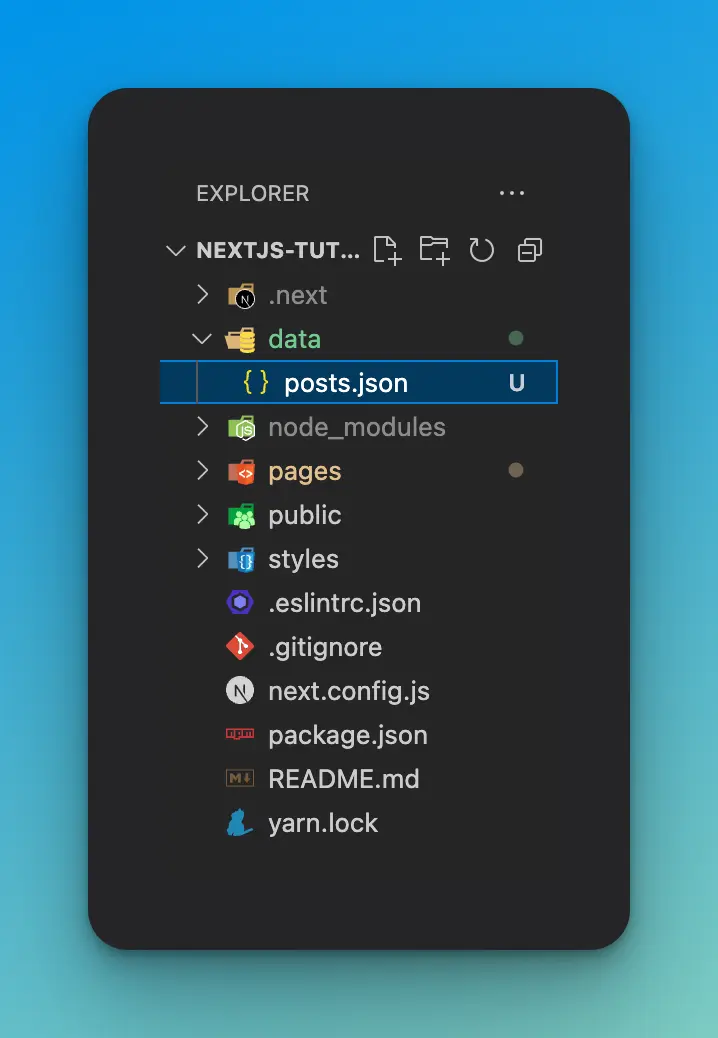 EXPLORER
NEXTJS-TUT...
.next
data
posts.json U
node_modules
pages
public
styles
.eslintrc.json
.gitignore
next.config.js
package.json
README.md
yarn.lock